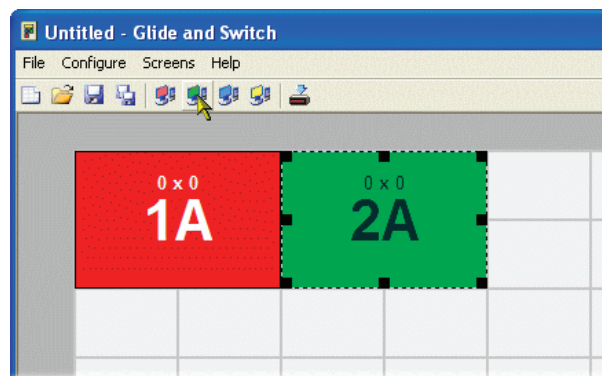 Untitled - Glide and Switch
File Configure Screens Help
0 x 0
1A
0 x 0
2A